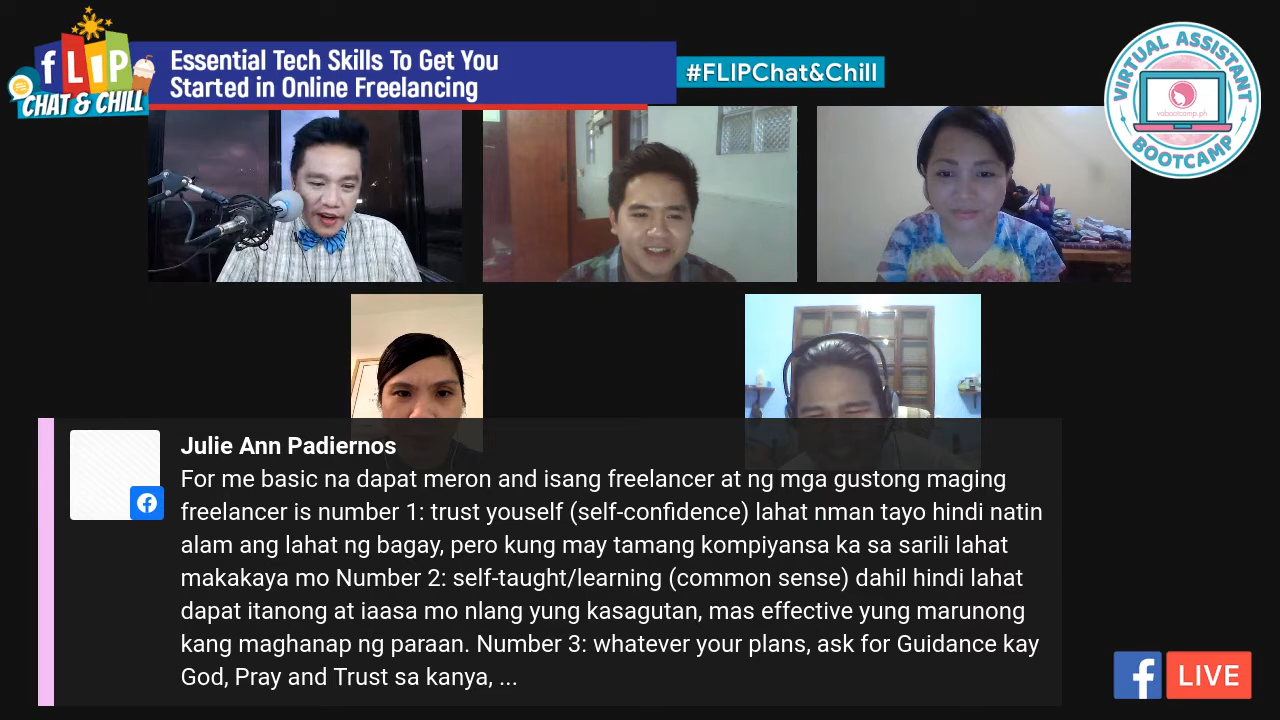 FLIP
CHAT & CHILL
Essential Tech Skills To Get You
Started in Online Freelancing
#FLIPChat&Chill
VIRTUAL ASSISTANT
vabootcamp.ph
BOOTCAMP
Julie Ann Padiernos
For me basic na dapat meron and isang freelancer at ng mga gustong maging
freelancer is number 1: trust youself (self-confidence) lahat nman tayo hindi natin
alam ang lahat ng bagay, pero kung may tamang kompiyansa ka sa sarili lahat
makakaya mo Number 2: self-taught/learning (common sense) dahil hindi lahat
dapat itanong at iaasa mo nlang yung kasagutan, mas effective yung marunong
kang maghanap ng paraan. Number 3: whatever your plans, ask for Guidance kay
God, Pray and Trust sa kanya, ...
f LIVE